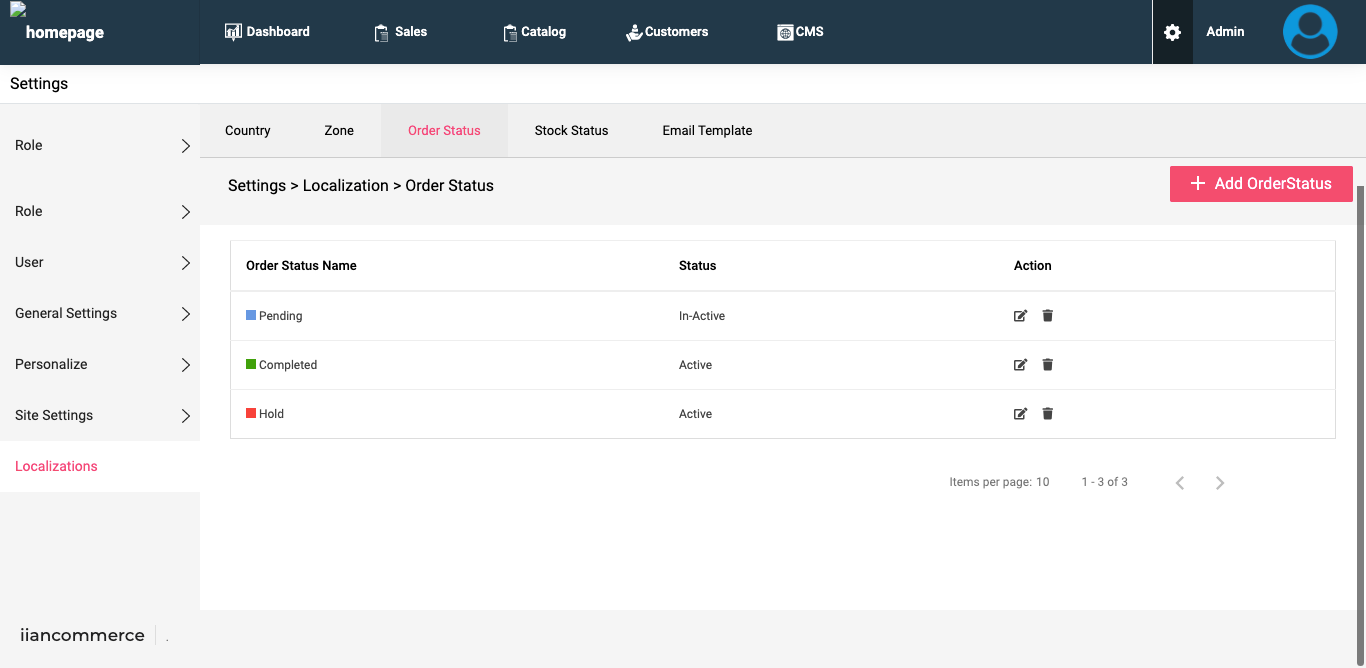 homepage
Dashboard
Sales
Catalog
Customers
CMS
Admin
Settings
Role
Role
User
General Settings
Personalize
Site Settings
Localizations
Country
Zone
Order Status
Stock Status
Email Template
Settings > Localization > Order Status
Add OrderStatus
Order Status Name Status Action
Pending In-Active
Completed Active
Hold Active
Items per page: 10 1 - 3 of 3
iiancommerce .